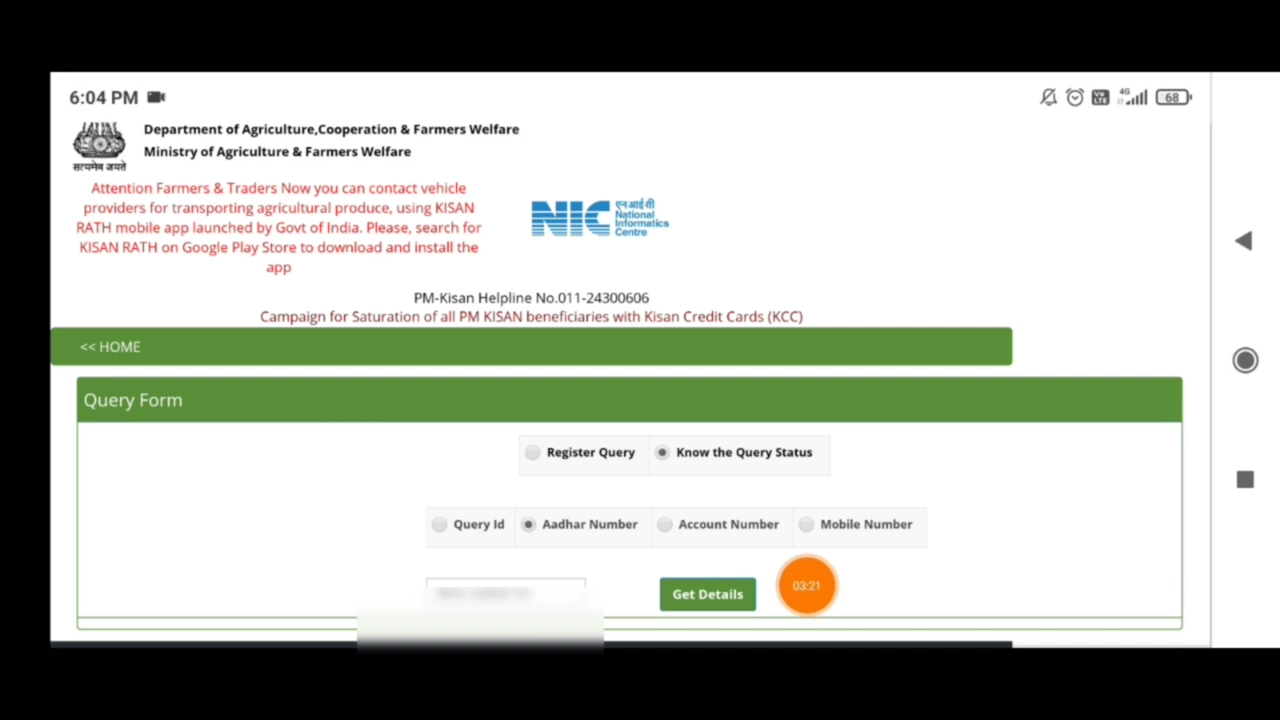 6:04 PM
4G
Vo LTE
68
Department of Agriculture,Cooperation & Farmers Welfare
Ministry of Agriculture & Farmers Welfare
सत्यमेव जयते
Attention Farmers & Traders Now you can contact vehicle
providers for transporting agricultural produce, using KISAN
RATH mobile app launched by Govt of India. Please, search for
KISAN RATH on Google Play Store to download and install the
app
NIC एनआईसी
National
Informatics
Centre
PM-Kisan Helpline No.011-24300606
Campaign for Saturation of all PM KISAN beneficiaries with Kisan Credit Cards (KCC)
<< HOME
Query Form
Register Query Know the Query Status
Query Id Aadhar Number Account Number Mobile Number
Get Details 03:21